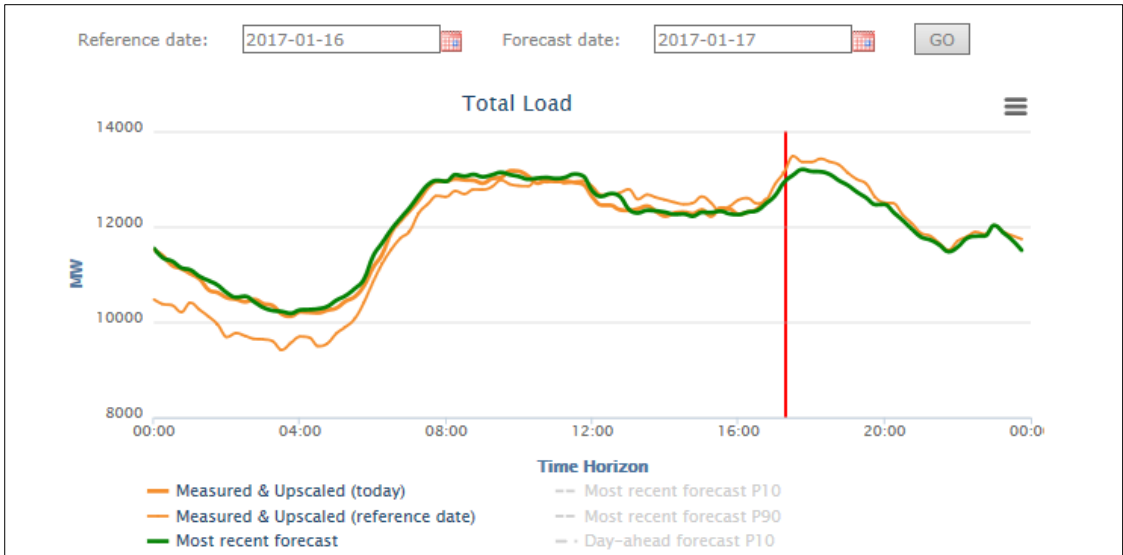 Reference date: 2017-01-16 Forecast date: 2017-01-17 GO
Total Load
14000
12000
MW
10000
8000
00:00 04:00 08:00 12:00 16:00 20:00 00:0
Time Horizon
Measured & Upscaled (today) Most recent forecast P10
Measured & Upscaled (reference date) Most recent forecast P90
Most recent forecast Day-ahead forecast P10